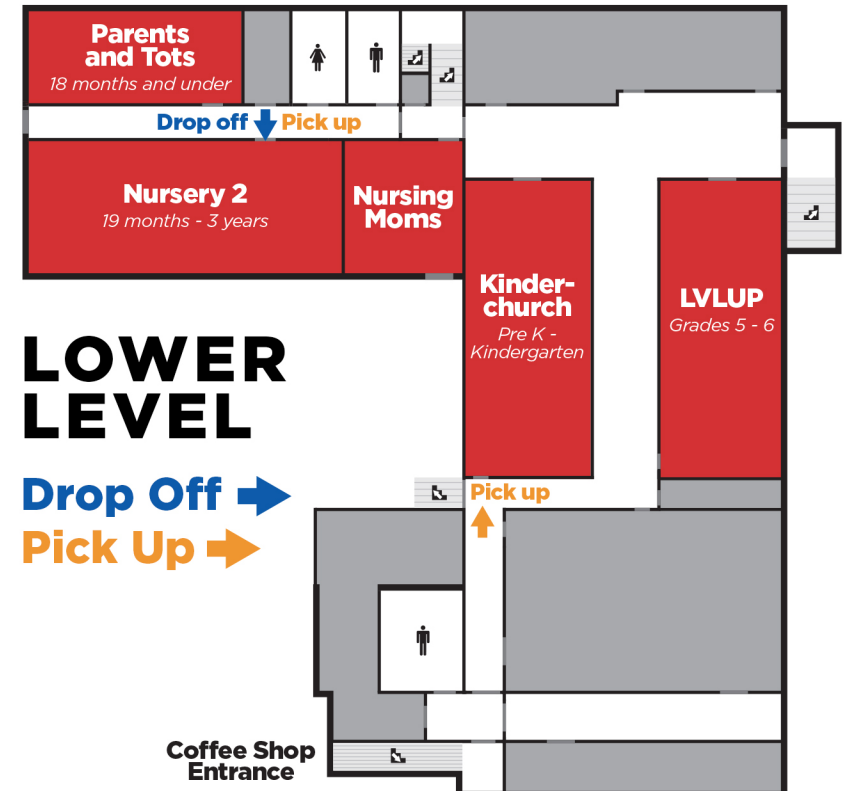 Parents
and Tots
18 months and under
Drop off Pick up
Nursery 2
19 months - 3 years
Nursing
Moms
Kinder-
church
Pre K -
Kindergarten
LVLUP
Grades 5 - 6
LOWER
LEVEL
Drop Off
Pick Up
Pick up
Coffee Shop
Entrance